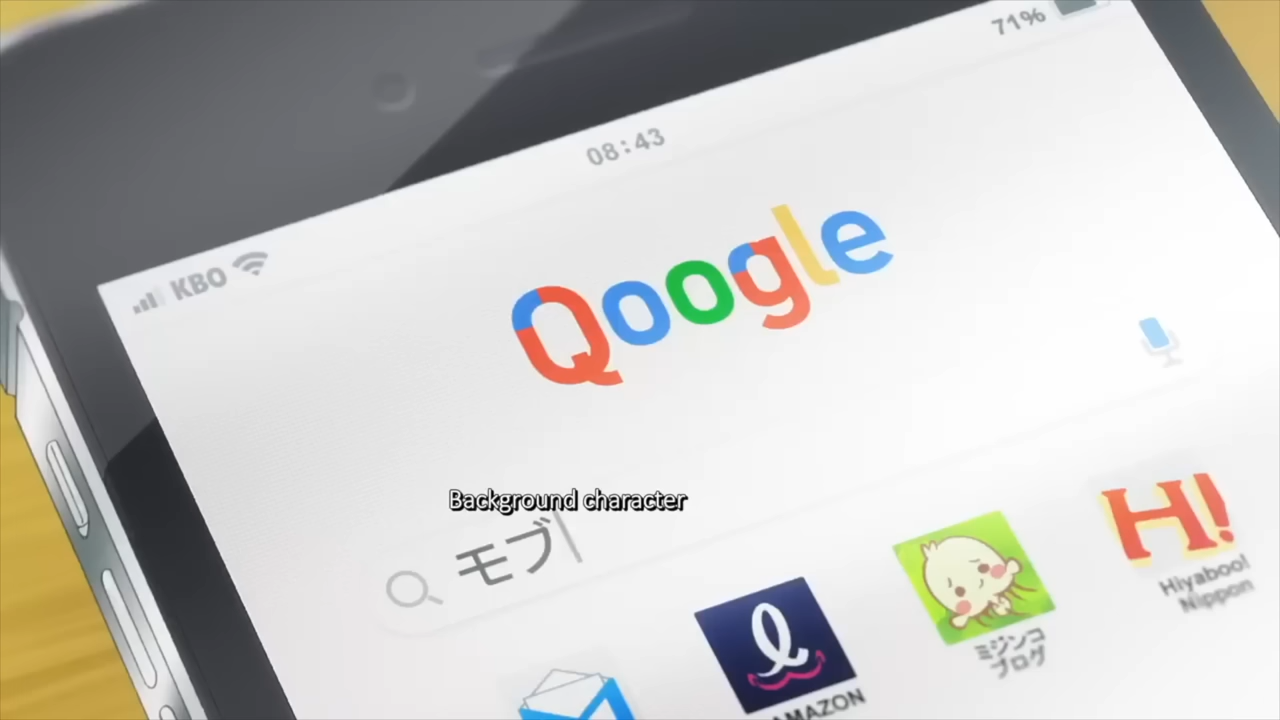 71%
08:43
KBO
Qoogle
Background character
モブ
H!
Hiyaboo!
Nippon
ミジンコ
ブログ
AMAZON